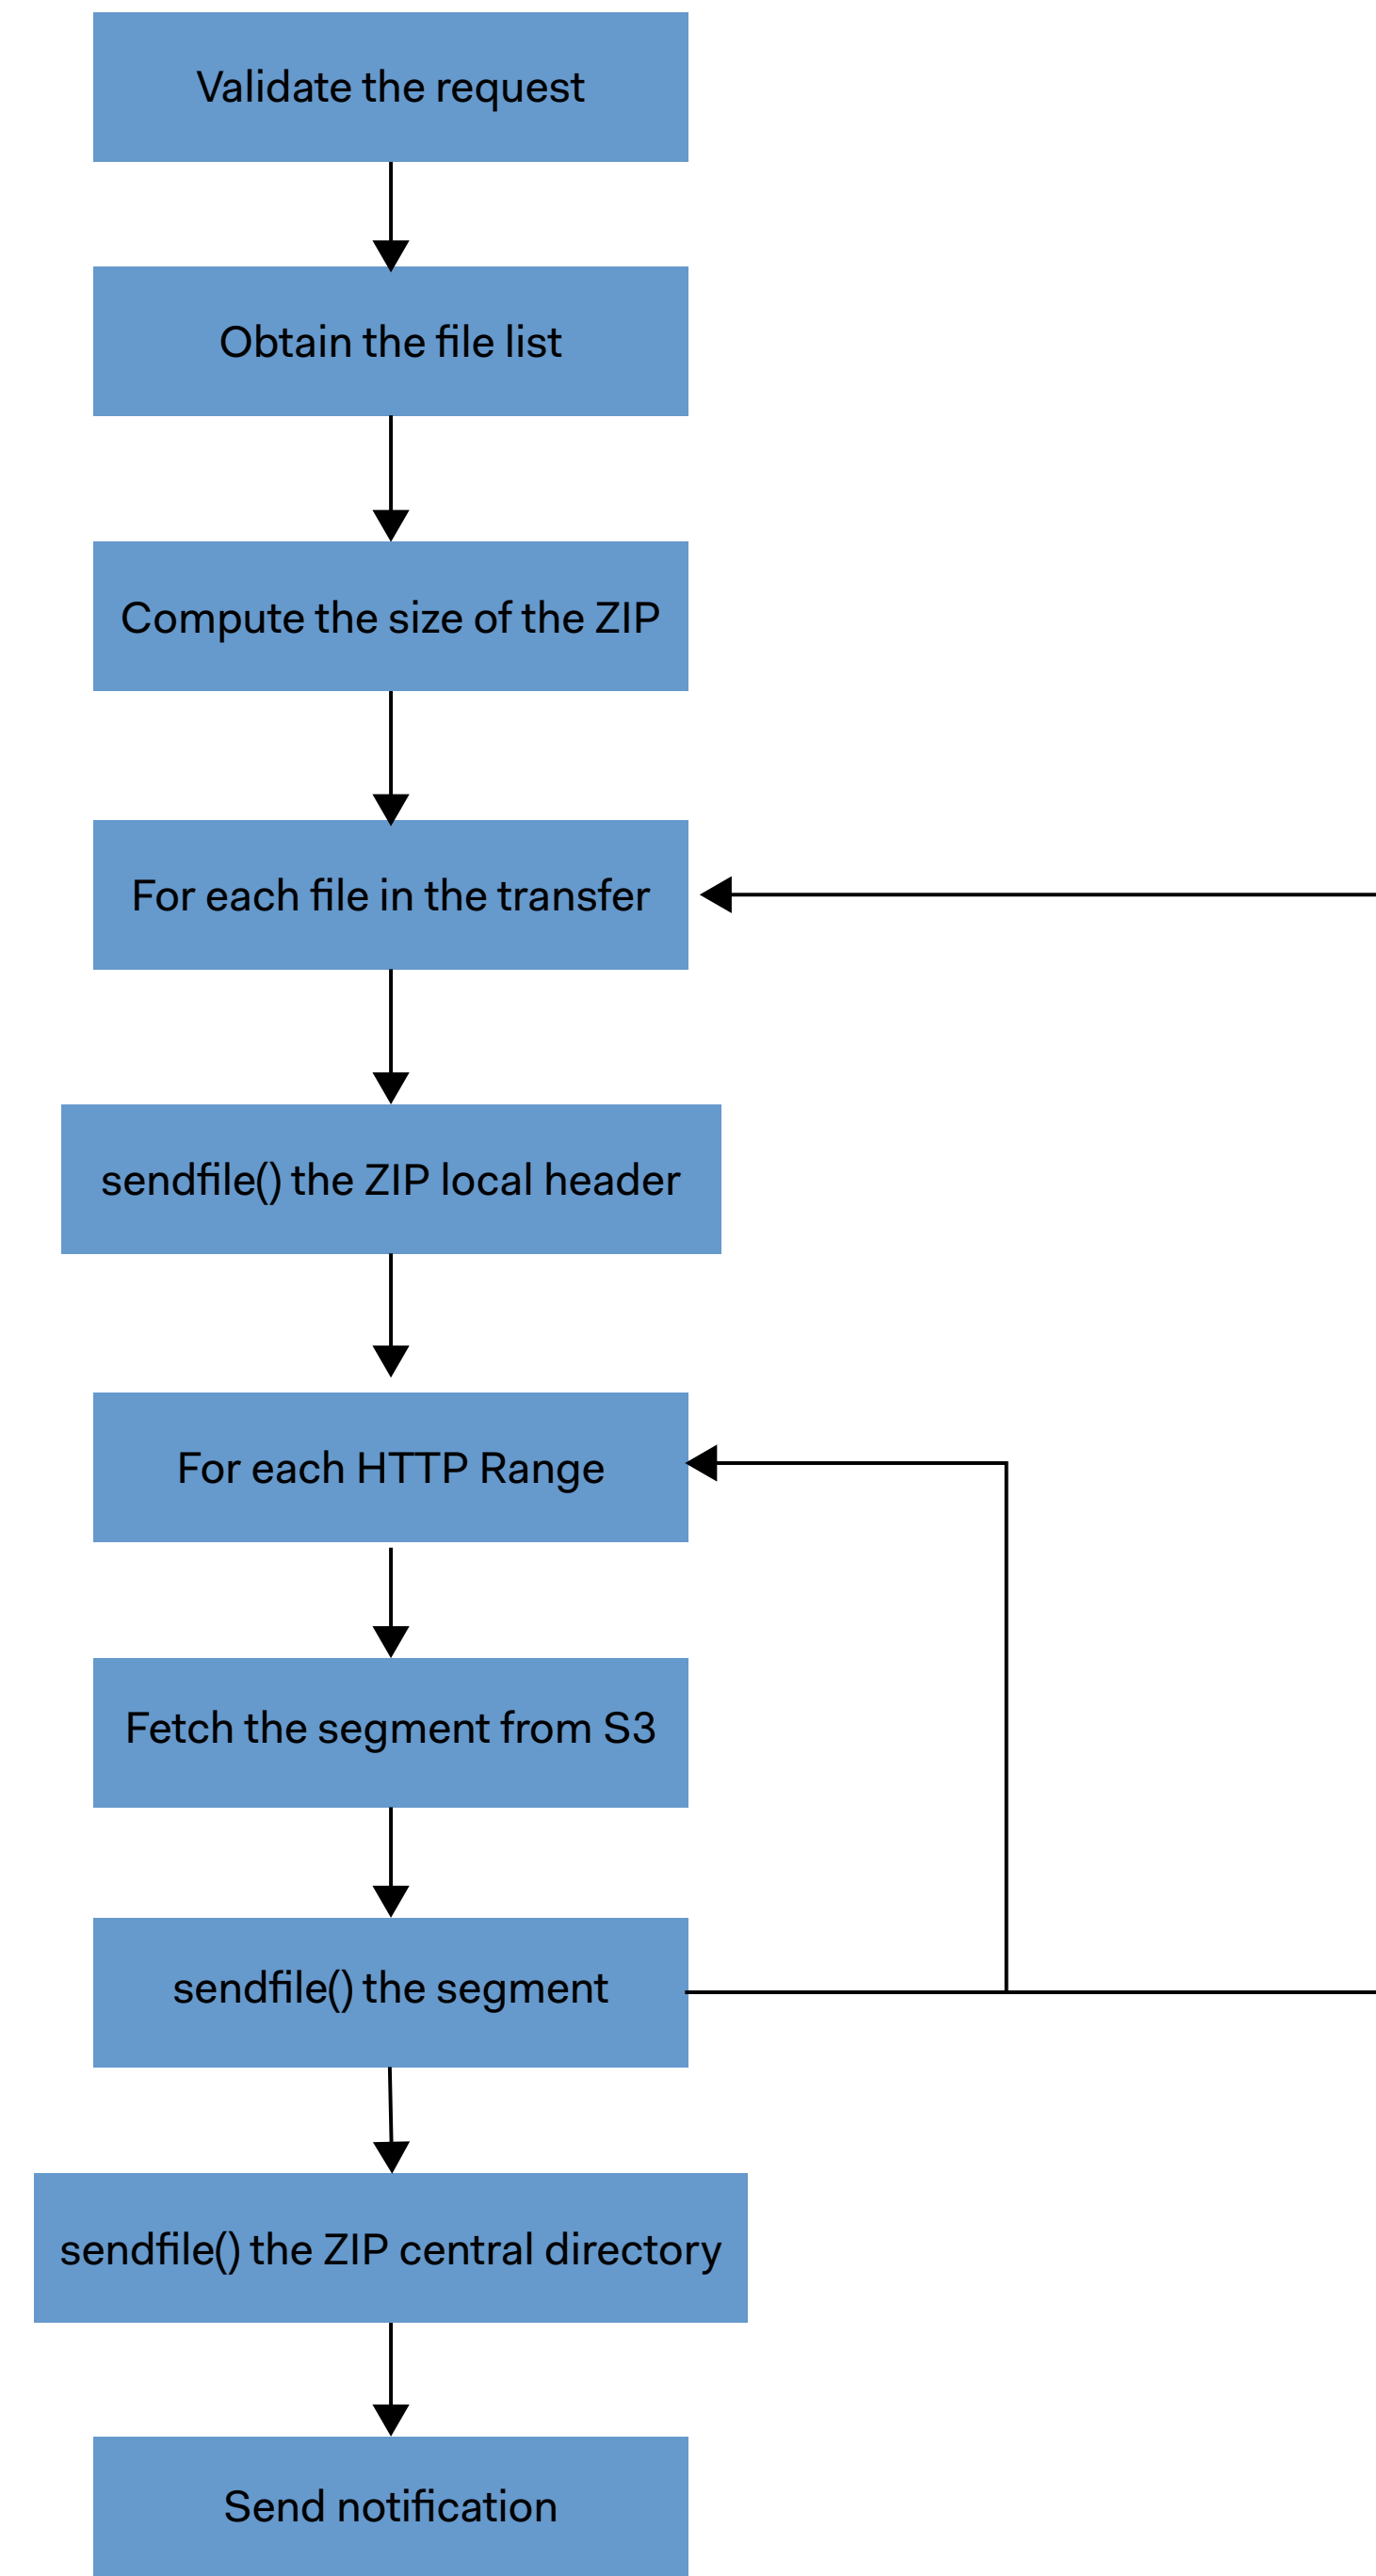 Validate the request
Obtain the file list
Compute the size of the ZIP
For each file in the transfer
sendfile() the ZIP local header
For each HTTP Range
Fetch the segment from S3
sendfile() the segment
sendfile() the ZIP central directory
Send notification